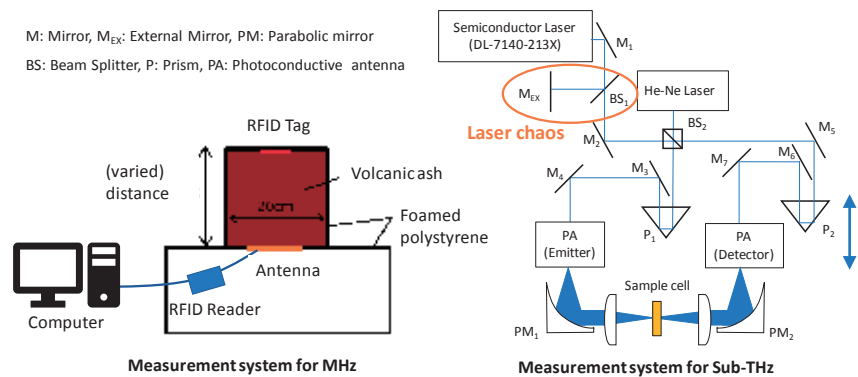 M: Mirror, MEX: External Mirror, PM: Parabolic mirror
BS: Beam Splitter, P: Prism, PA: Photoconductive antenna
RFID Tag
(varied)
distance
Volcanic ash
20cm
Foamed
polystyrene
Antenna
RFID Reader
Computer
Measurement system for MHz
Semiconductor Laser
(DL-7140-213X)
M1
MEX
BS1
He-Ne Laser
Laser chaos
M2
BS2
M5
M4
M3
M7
M6
P1
P2
PA
(Emitter)
PA
(Detector)
Sample cell
PM1
PM2
Measurement system for Sub-THz